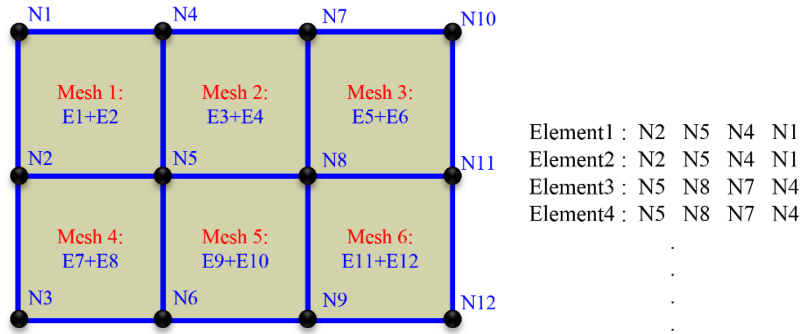 N1 N4 N7 N10
Mesh 1: Mesh 2: Mesh 3:
E1+E2 E3+E4 E5+E6
N2 N5 N8 N11
Mesh 4: Mesh 5: Mesh 6:
E7+E8 E9+E10 E11+E12
N3 N6 N9 N12
Element1 : N2 N5 N4 N1
Element2 : N2 N5 N4 N1
Element3 : N5 N8 N7 N4
Element4 : N5 N8 N7 N4
.
.
.
.